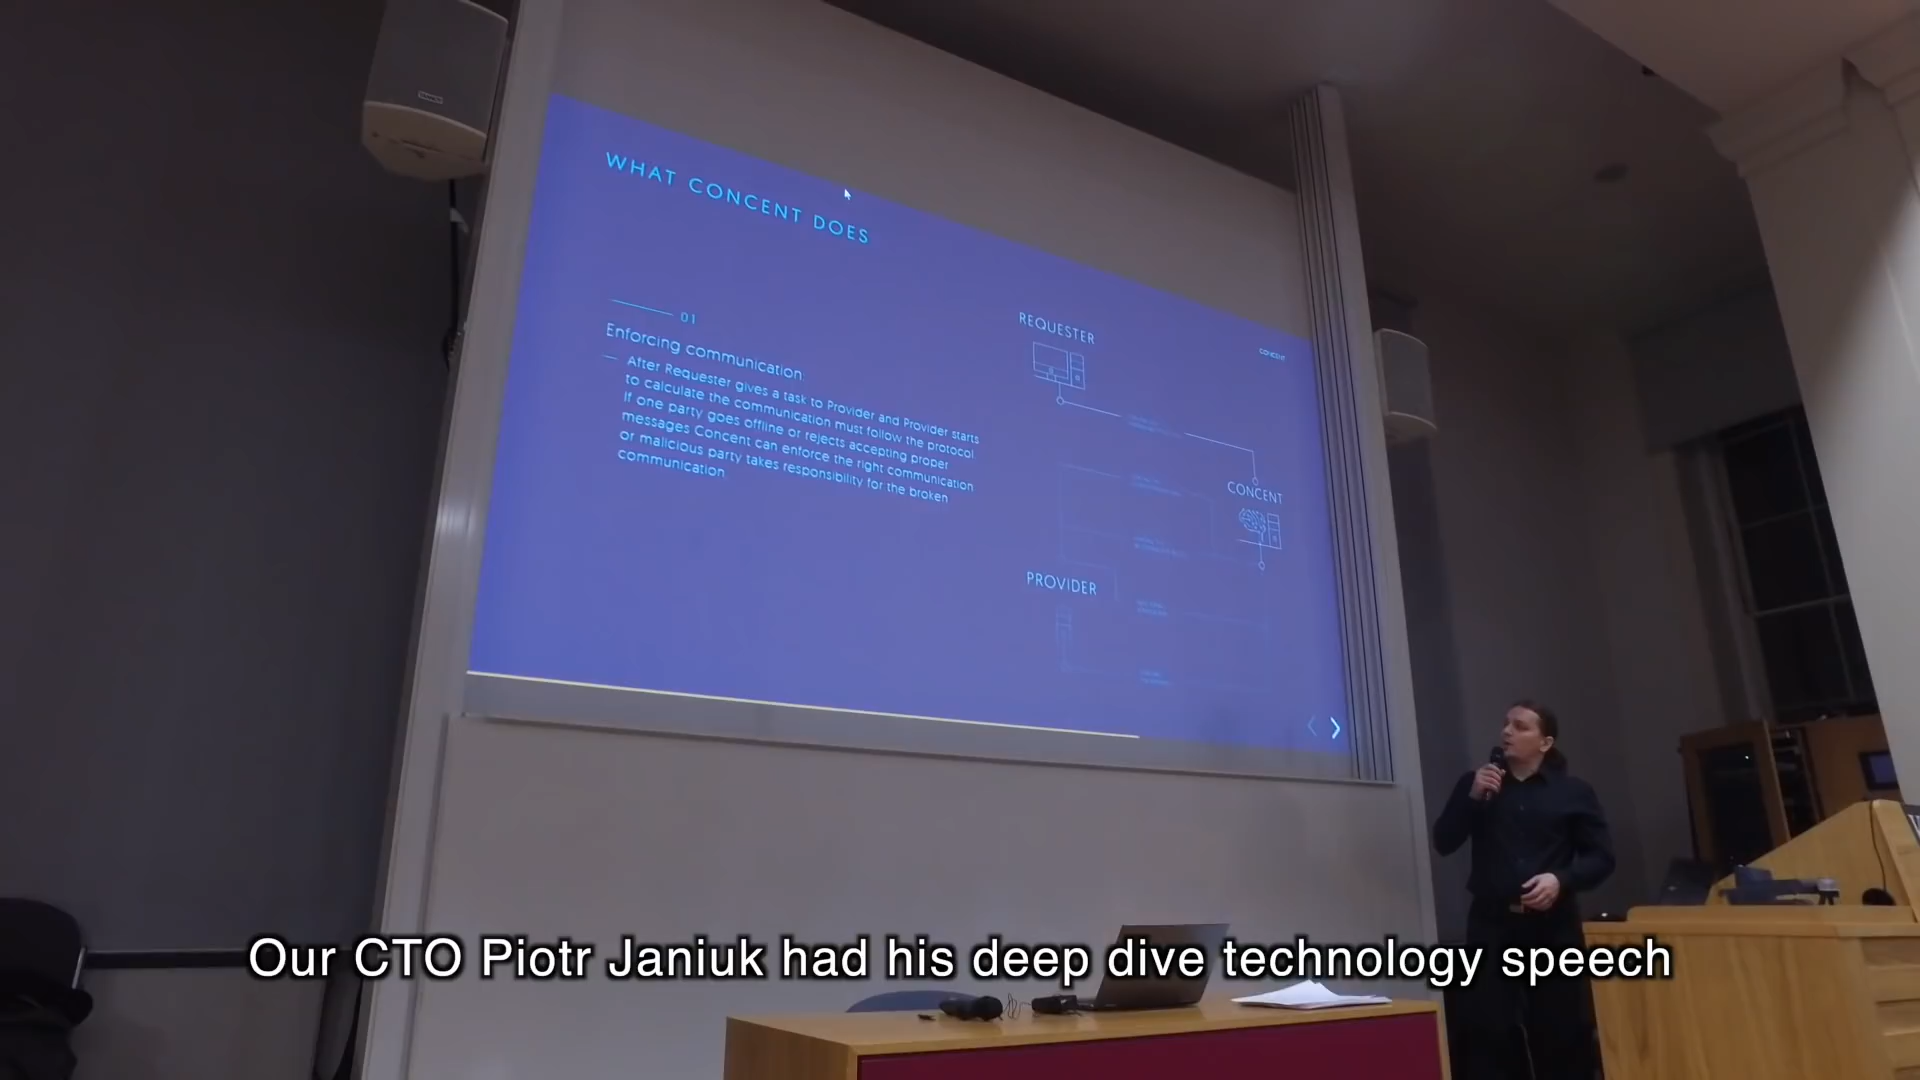 WHAT CONCENT DOES
01
Enforcing communication.
— After Requester gives a task to Provider and Provider starts
to calculate the communication must follow the protocol.
If one party goes offline or rejects accepting proper
messages Concent can enforce the right communication
or malicious party takes responsibility for the broken
communication.
REQUESTER
CONCENT
CONCENT
PROVIDER
Our CTO Piotr Janiuk had his deep dive technology speech